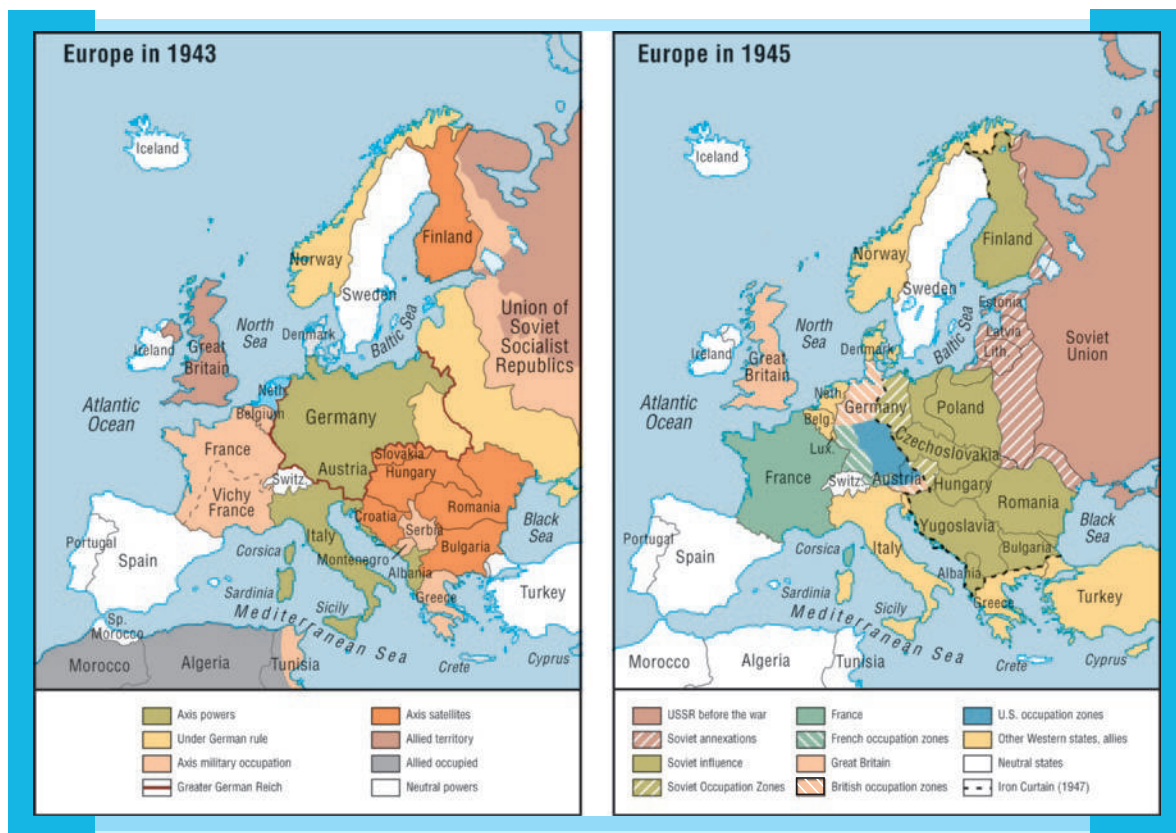 Europe in 1943
Iceland
Finland
Norway
Sweden
Union of
Soviet
Socialist
Republics
North
Sea
Denmark
Baltic Sea
Ireland
Great
Britain
Neth.
Belgium
Germany
Atlantic
Ocean
France
Slovakia
Austria
Hungary
Switz.
Vichy
France
Romania
Croatia
Serbia
Black
Sea
Italy
Bulgaria
Portugal
Spain
Corsica
Montenegro
Albania
Sardinia
Greece
Turkey
Sicily
Mediterranean Sea
Sp.
Morocco
Morocco
Algeria
Tunisia
Crete
Cyprus
Axis powers
Under German rule
Axis military occupation
Greater German Reich
Axis satellites
Allied territory
Allied occupied
Neutral powers
Europe in 1945
Iceland
Finland
Norway
Sweden
Estonia
Latvia
Lith.
Soviet
Union
North
Sea
Denmark
Baltic
Sea
Ireland
Great
Britain
Neth.
Belg.
Germany
Poland
Atlantic
Ocean
Lux.
Czechoslovakia
France
Switz.
Austria
Hungary
Romania
Yugoslavia
Black
Sea
Italy
Bulgaria
Portugal
Spain
Corsica
Albania
Sardinia
Greece
Turkey
Sicily
Mediterranean Sea
Morocco
Algeria
Tunisia
Crete
Cyprus
USSR before the war
Soviet annexations
Soviet influence
Soviet Occupation Zones
France
French occupation zones
Great Britain
British occupation zones
U.S. occupation zones
Other Western states, allies
Neutral states
Iron Curtain (1947)